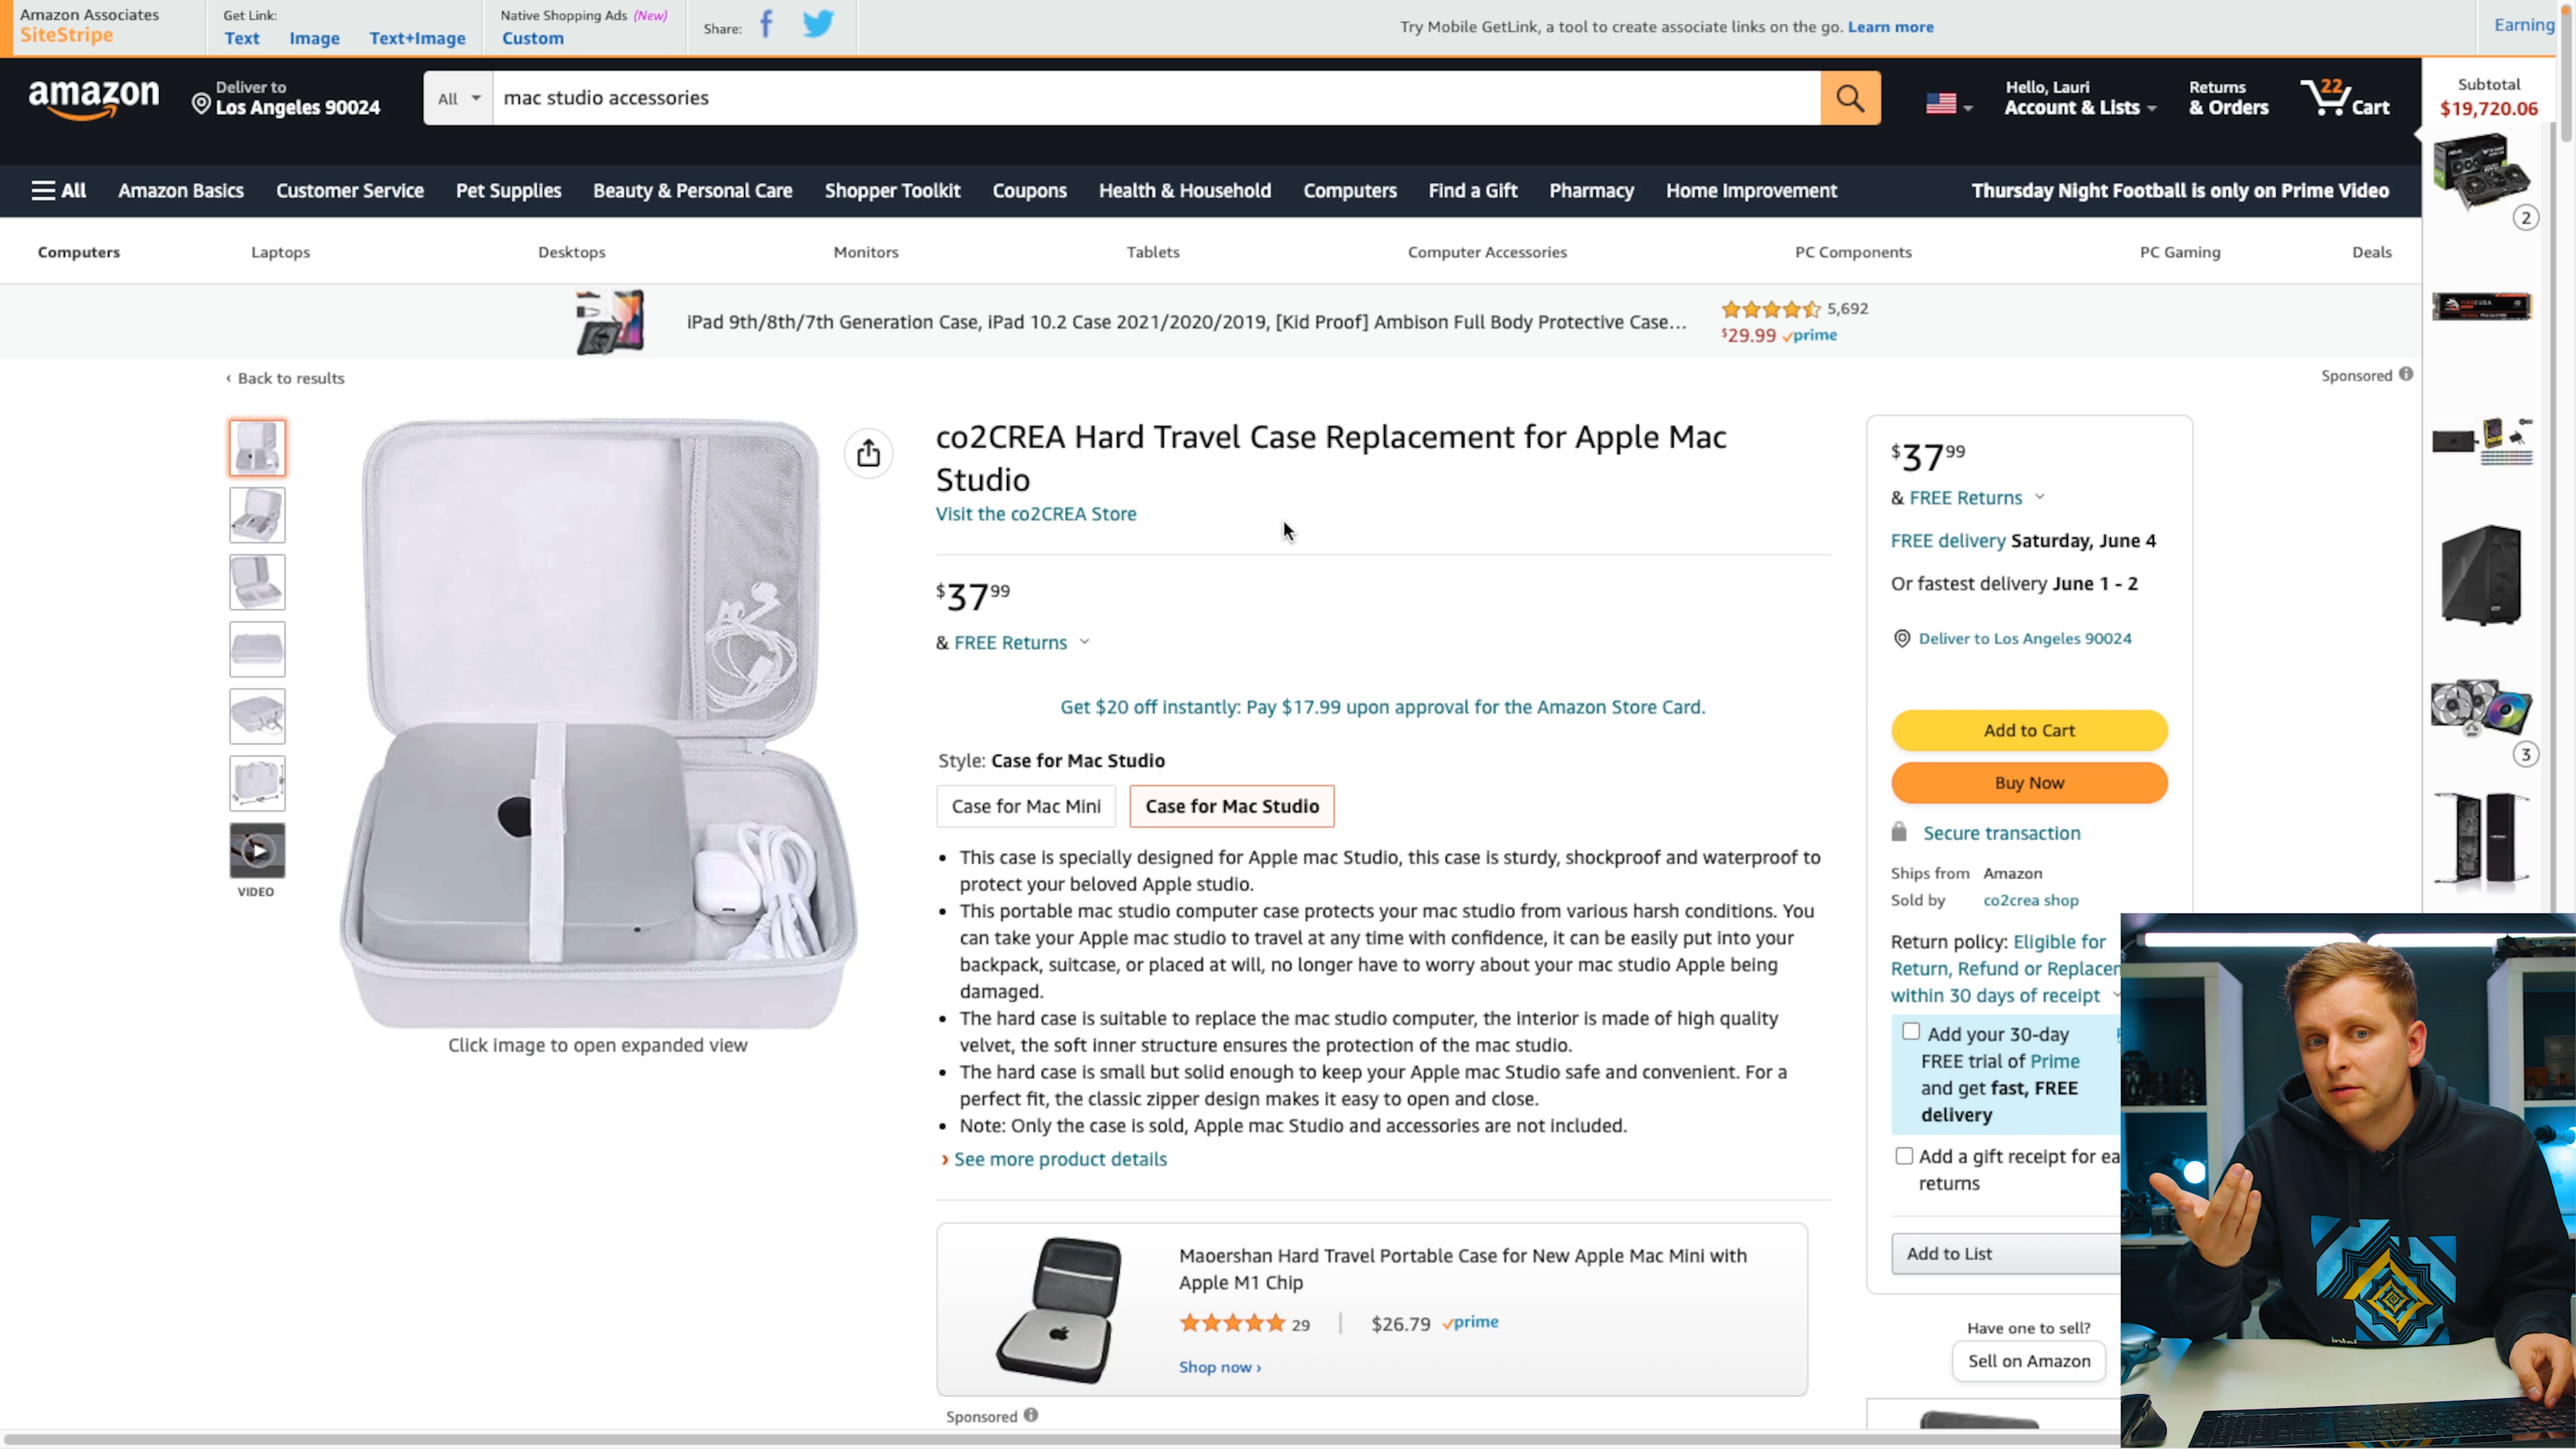 Amazon Associates
SiteStripe
Get Link:
Text Image Text+Image
Native Shopping Ads (New)
Custom
Share:
Try Mobile GetLink, a tool to create associate links on the go. Learn more
Earning
amazon
Deliver to
Los Angeles 90024
All
mac studio accessories
Hello, Lauri
Account & Lists
Returns
& Orders
22
Cart
Subtotal
$19,720.06
All Amazon Basics Customer Service Pet Supplies Beauty & Personal Care Shopper Toolkit Coupons Health & Household Computers Find a Gift Pharmacy Home Improvement Thursday Night Football is only on Prime Video
2
Computers Laptops Desktops Monitors Tablets Computer Accessories PC Components PC Gaming Deals
iPad 9th/8th/7th Generation Case, iPad 10.2 Case 2021/2020/2019, [Kid Proof] Ambison Full Body Protective Case...
5,692
$29.99 prime
‹ Back to results
Sponsored
co2CREA Hard Travel Case Replacement for Apple Mac
Studio
Visit the co2CREA Store
$37 99
& FREE Returns
Get $20 off instantly: Pay $17.99 upon approval for the Amazon Store Card.
Style: Case for Mac Studio
Case for Mac Mini
Case for Mac Studio
• This case is specially designed for Apple mac Studio, this case is sturdy, shockproof and waterproof to
protect your beloved Apple studio.
• This portable mac studio computer case protects your mac studio from various harsh conditions. You
can take your Apple mac studio to travel at any time with confidence, it can be easily put into your
backpack, suitcase, or placed at will, no longer have to worry about your mac studio Apple being
damaged.
• The hard case is suitable to replace the mac studio computer, the interior is made of high quality
velvet, the soft inner structure ensures the protection of the mac studio.
• The hard case is small but solid enough to keep your Apple mac Studio safe and convenient. For a
perfect fit, the classic zipper design makes it easy to open and close.
• Note: Only the case is sold, Apple mac Studio and accessories are not included.
› See more product details
VIDEO
Click image to open expanded view
Maoershan Hard Travel Portable Case for New Apple Mac Mini with
Apple M1 Chip
29 | $26.79 prime
Shop now ›
Sponsored
$37 99
& FREE Returns
FREE delivery Saturday, June 4
Or fastest delivery June 1 - 2
Deliver to Los Angeles 90024
Add to Cart
Buy Now
Secure transaction
Ships from Amazon
Sold by co2crea shop
Return policy: Eligible for
Return, Refund or Replacem
within 30 days of receipt
Add your 30-day
FREE trial of Prime
and get fast, FREE
delivery
Add a gift receipt for ea
returns
Add to List
Have one to sell?
Sell on Amazon
3
intel